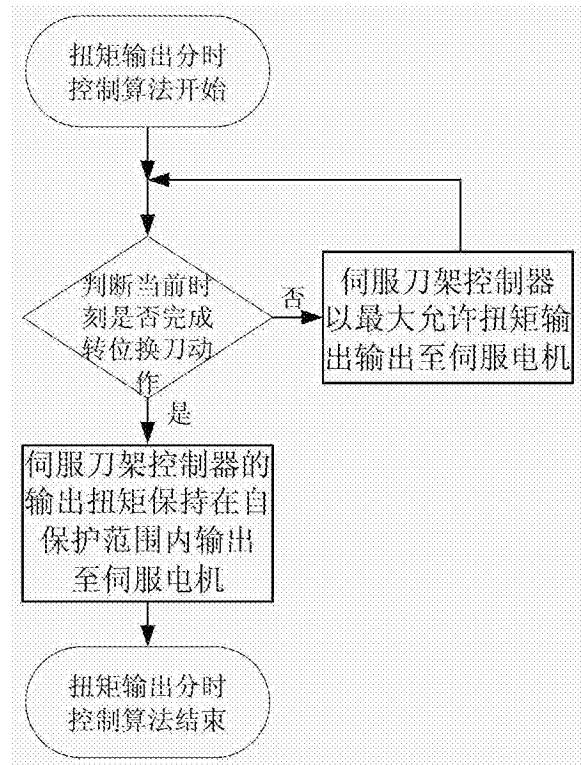 扭矩输出分时
控制算法开始
判断当前时
刻是否完成
转位换刀动
作
否
伺服刀架控制器
以最大允许扭矩输
出输出至伺服电机
是
伺服刀架控制器的
输出扭矩保持在自
保护范围内输出
至伺服电机
扭矩输出分时
控制算法结束